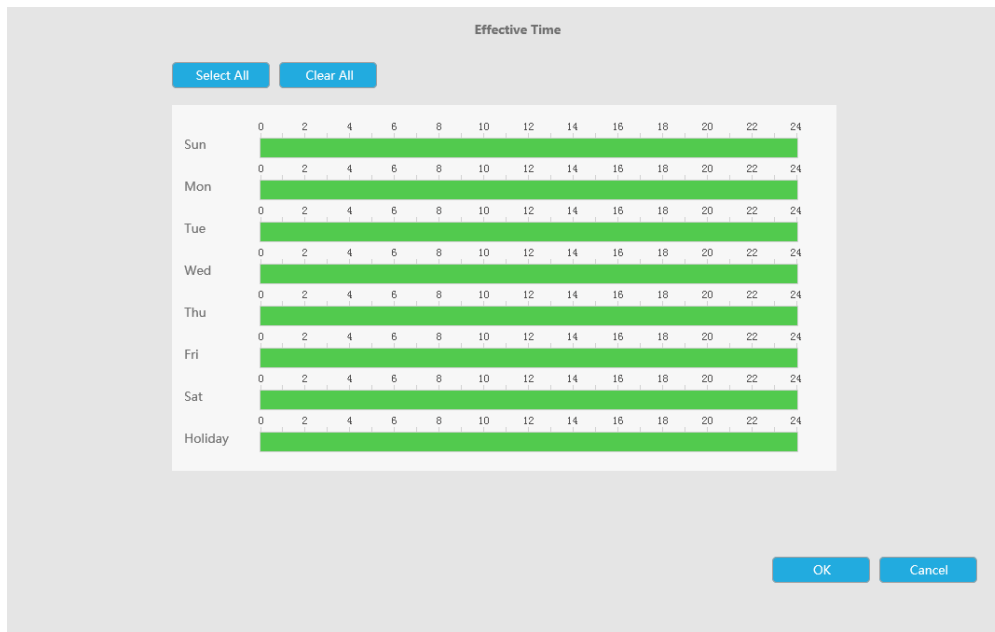 Effective Time
Select All Clear All
0 2 4 6 8 10 12 14 16 18 20 22 24
Sun
0 2 4 6 8 10 12 14 16 18 20 22 24
Mon
0 2 4 6 8 10 12 14 16 18 20 22 24
Tue
0 2 4 6 8 10 12 14 16 18 20 22 24
Wed
0 2 4 6 8 10 12 14 16 18 20 22 24
Thu
0 2 4 6 8 10 12 14 16 18 20 22 24
Fri
0 2 4 6 8 10 12 14 16 18 20 22 24
Sat
0 2 4 6 8 10 12 14 16 18 20 22 24
Holiday
OK Cancel